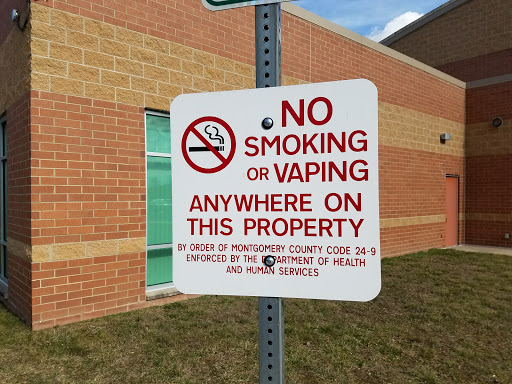 NO
SMOKING
OR VAPING
ANYWHERE ON
THIS PROPERTY
BY ORDER OF MONTGOMERY COUNTY CODE 24-9
ENFORCED BY THE DEPARTMENT OF HEALTH
AND HUMAN SERVICES